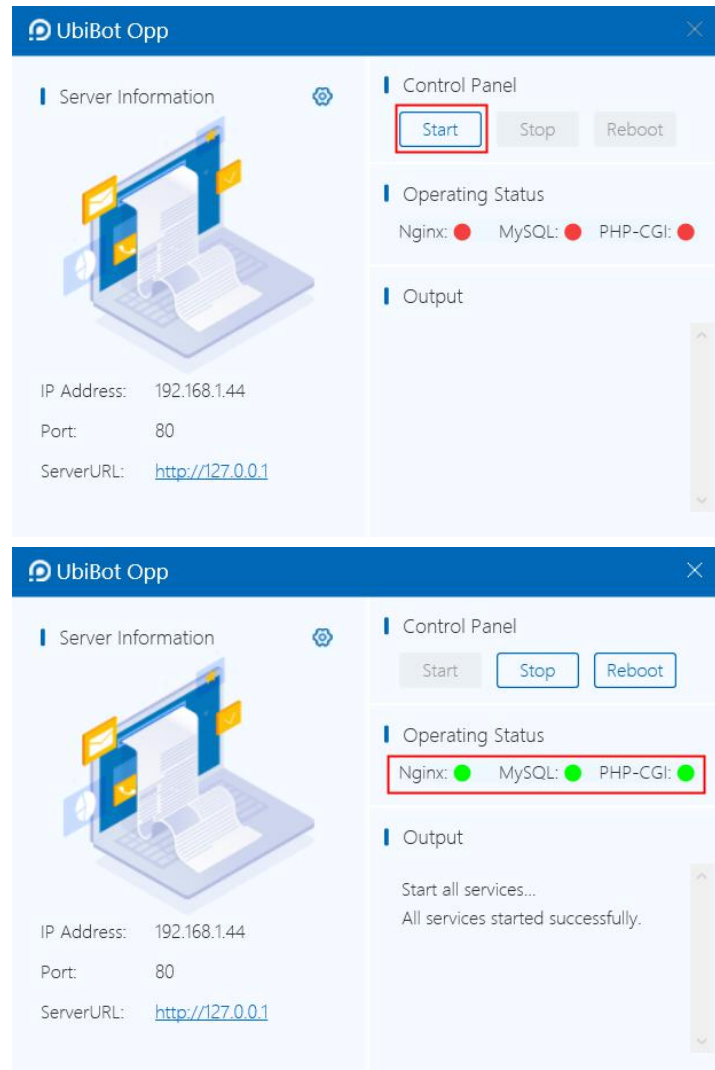 UbiBot Opp
Server Information
Control Panel
Start Stop Reboot
Operating Status
Nginx: MySQL: PHP-CGI:
Output
IP Address: 192.168.1.44
Port: 80
ServerURL: http://127.0.0.1
UbiBot Opp
Server Information
Control Panel
Start Stop Reboot
Operating Status
Nginx: MySQL: PHP-CGI:
Output
Start all services...
All services started successfully.
IP Address: 192.168.1.44
Port: 80
ServerURL: http://127.0.0.1